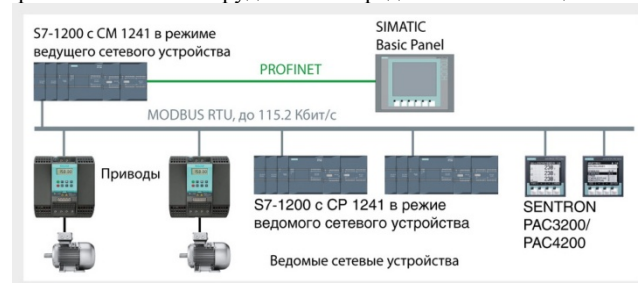 S7-1200 с CM 1241 в режиме
ведущего сетевого устройства
SIMATIC
Basic Panel
PROFINET
MODBUS RTU, до 115.2 Кбит/с
Приводы
S7-1200 с CP 1241 в режиме
ведомого сетевого устройства
SENTRON
PAC3200/
PAC4200
Ведомые сетевые устройства